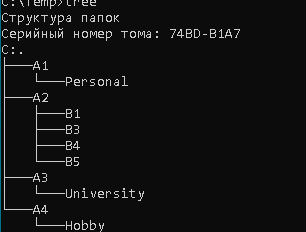 C:\Temp>tree
Структура папок
Серийный номер тома: 74BD-B1A7
C:.
├───A1
│   └───Personal
├───A2
│   ├───B1
│   ├───B3
│   ├───B4
│   └───B5
├───A3
│   └───University
└───A4
    └───Hobby